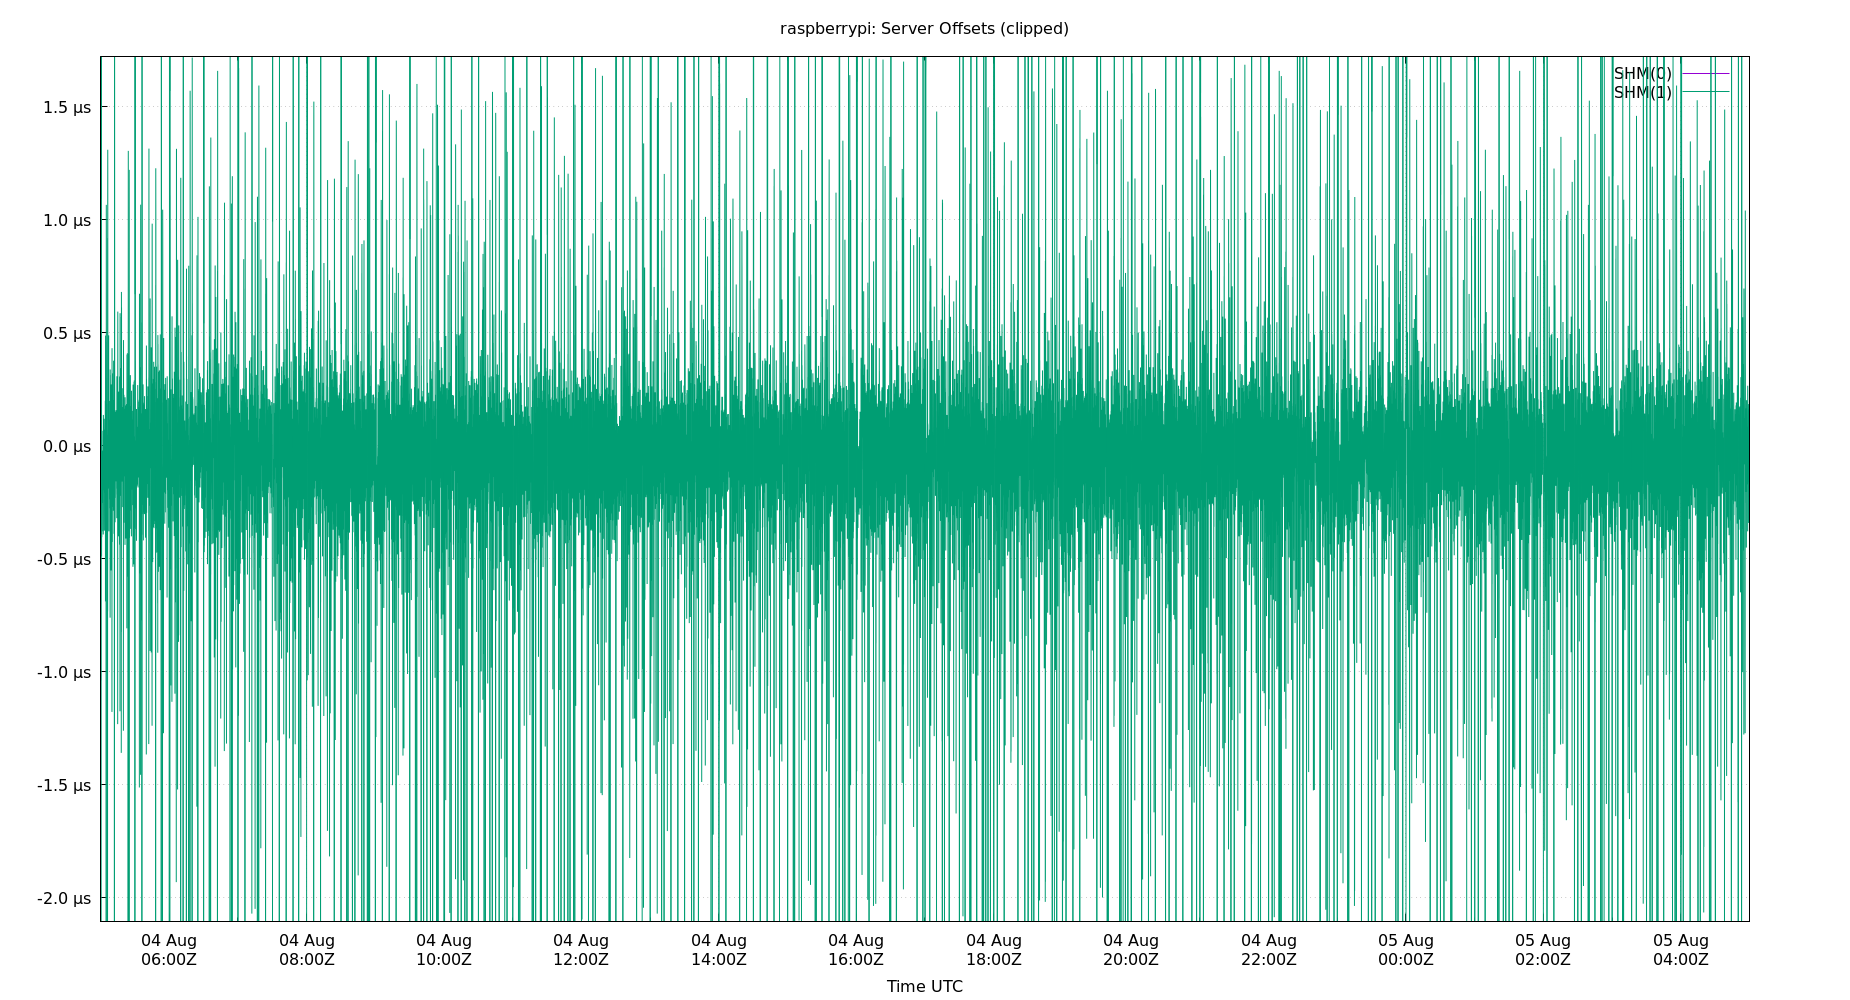 raspberrypi: Server Offsets (clipped)
SHM(0)
SHM(1)
1.5 µs
1.0 µs
0.5 µs
0.0 µs
-0.5 µs
-1.0 µs
-1.5 µs
-2.0 µs
04 Aug 04 Aug 04 Aug 04 Aug 04 Aug 04 Aug 04 Aug 04 Aug 04 Aug 05 Aug 05 Aug 05 Aug
06:00Z 08:00Z 10:00Z 12:00Z 14:00Z 16:00Z 18:00Z 20:00Z 22:00Z 00:00Z 02:00Z 04:00Z
Time UTC